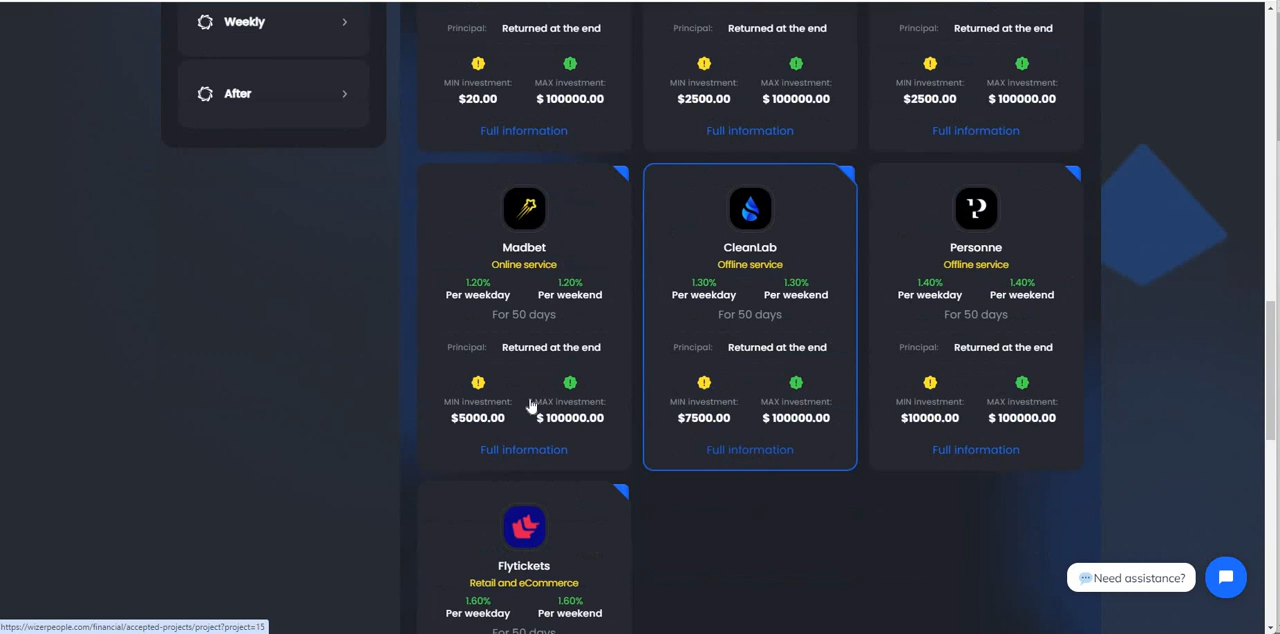 Weekly
After
Principal: Returned at the end
MIN investment: MAX investment:
$20.00 $ 100000.00
Full information
Principal: Returned at the end
MIN investment: MAX investment:
$2500.00 $ 100000.00
Full information
Principal: Returned at the end
MIN investment: MAX investment:
$2500.00 $ 100000.00
Full information
Madbet
Online service
1.20% 1.20%
Per weekday Per weekend
For 50 days
Principal: Returned at the end
MIN investment: MAX investment:
$5000.00 $ 100000.00
Full information
CleanLab
Offline service
1.30% 1.30%
Per weekday Per weekend
For 50 days
Principal: Returned at the end
MIN investment: MAX investment:
$7500.00 $ 100000.00
Full information
Personne
Offline service
1.40% 1.40%
Per weekday Per weekend
For 50 days
Principal: Returned at the end
MIN investment: MAX investment:
$10000.00 $ 100000.00
Full information
Flytickets
Retail and eCommerce
1.60% 1.60%
Per weekday Per weekend
For 50 days
Need assistance?
https://wizerpeople.com/financial/accepted-projects/project?project=15